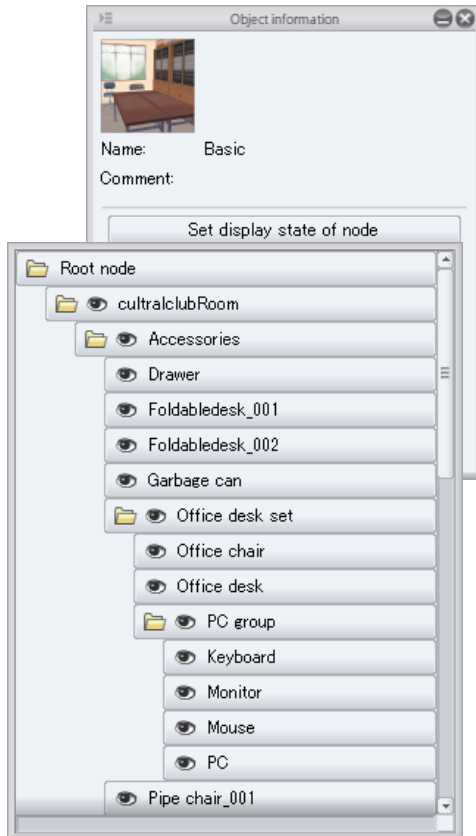 Object information
Name: Basic
Comment:
Set display state of node
Root node
cultralclubRoom
Accessories
Drawer
Foldabledesk_001
Foldabledesk_002
Garbage can
Office desk set
Office chair
Office desk
PC group
Keyboard
Monitor
Mouse
PC
Pipe chair_001